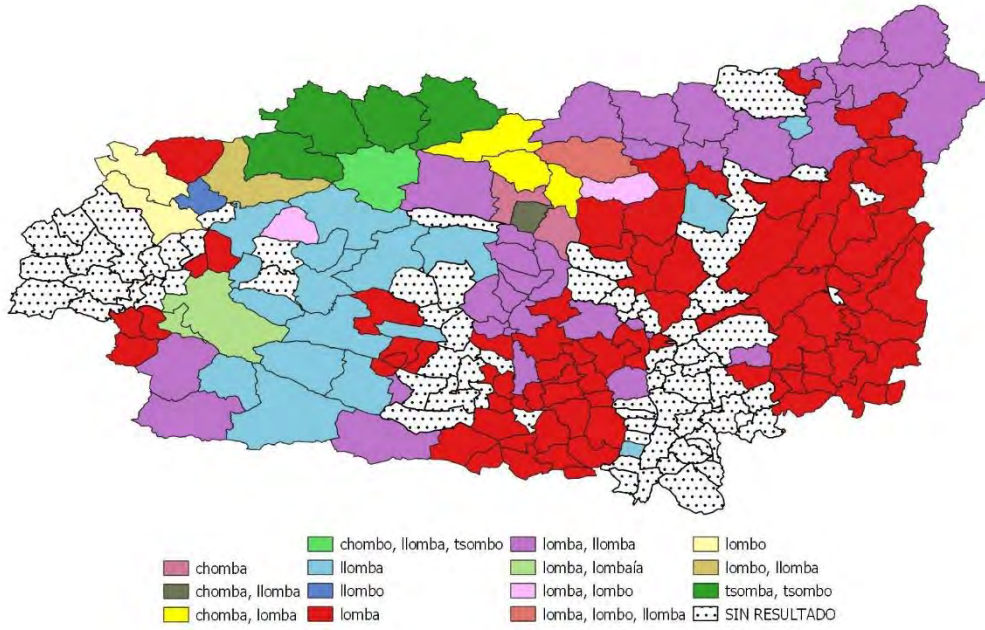 chomba
chomba, llomba
chomba, lomba
chombo, llomba, tsombo
llomba
llombo
lomba
lomba, llomba
lomba, lombaía
lomba, lombo
lomba, lombo, llomba
lombo
lombo, llomba
tsomba, tsombo
SIN RESULTADO